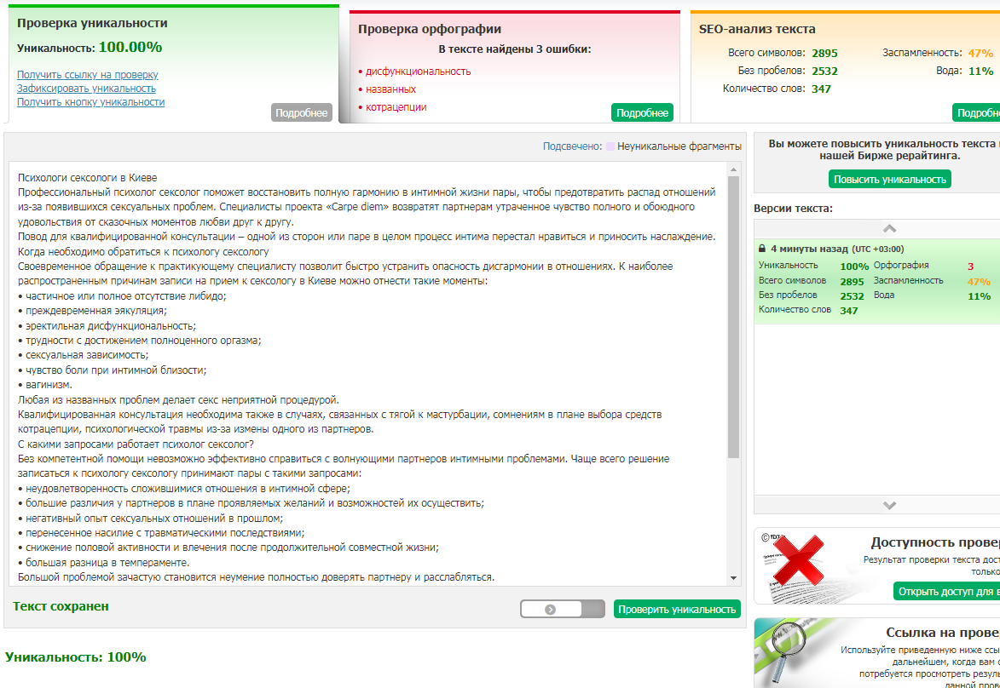 Проверка уникальности
Уникальность: 100.00%
Получить ссылку на проверку
Зафиксировать уникальность
Получить кнопку уникальности
Подробнее
Проверка орфографии
В тексте найдены 3 ошибки:
• дисфункциональность
• названных
• котрацепции
Подробнее
SEO-анализ текста
Всего символов: 2895
Без пробелов: 2532
Количество слов: 347
Заспамленность: 47%
Вода: 11%
Подробн
Подсвечено: Неуникальные фрагменты
Психологи сексологи в Киеве
Профессиональный психолог сексолог поможет восстановить полную гармонию в интимной жизни пары, чтобы предотвратить распад отношений
из-за появившихся сексуальных проблем. Специалисты проекта «Carpe diem» возвратят партнерам утраченное чувство полного и обоюдного
удовольствия от сказочных моментов любви друг к другу.
Повод для квалифицированной консультации – одной из сторон или паре в целом процесс интима перестал нравиться и приносить наслаждение.
Когда необходимо обратиться к психологу сексологу
Своевременное обращение к практикующему специалисту позволит быстро устранить опасность дисгармонии в отношениях. К наиболее
распространенным причинам записи на прием к сексологу в Киеве можно отнести такие моменты:
• частичное или полное отсутствие либидо;
• преждевременная эякуляция;
• эректильная дисфункциональность;
• трудности с достижением полноценного оргазма;
• сексуальная зависимость;
• чувство боли при интимной близости;
• вагинизм.
Любая из названных проблем делает секс неприятной процедурой.
Квалифицированная консультация необходима также в случаях, связанных с тягой к мастурбации, сомнениям в плане выбора средств
котрацепции, психологической травмы из-за измены одного из партнеров.
С какими запросами работает психолог сексолог?
Без компетентной помощи невозможно эффективно справиться с волнующими партнеров интимными проблемами. Чаще всего решение
записаться к психологу сексологу принимают пары с такими запросами:
• неудовлетворенность сложившимися отношения в интимной сфере;
• большие различия у партнеров в плане проявляемых желаний и возможностей их осуществить;
• негативный опыт сексуальных отношений в прошлом;
• перенесенное насилие с травматическими последствиями;
• снижение половой активности и влечения после продолжительной совместной жизни;
• большая разница в темпераменте.
Большой проблемой зачастую становится неумение полностью доверять партнеру и расслабляться.
Текст сохранен
Проверить уникальность
Уникальность: 100%
Вы можете повысить уникальность текста
нашей Бирже рерайтинга.
Повысить уникальность
Версии текста:
4 минуты назад (UTC +03:00)
Уникальность 100% Орфография 3
Всего символов 2895 Заспамленность 47%
Без пробелов 2532 Вода 11%
Количество слов 347
Доступность провер
Результат проверки текста дост
только
Открыть доступ для в
Ссылка на прове
Используйте приведенную ниже ссы
дальнейшем, когда вам
потребуется просмотреть резуль
данной пров